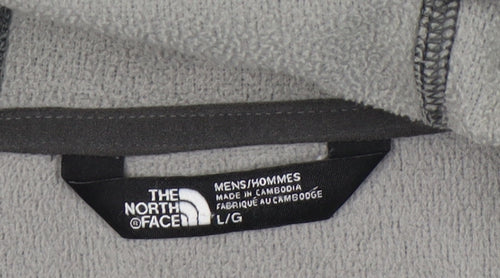 THE
NORTH
FACE
MENS/HOMMES
MADE IN CAMBODIA
FABRIQUÉ AU CAMBODGE
L/G